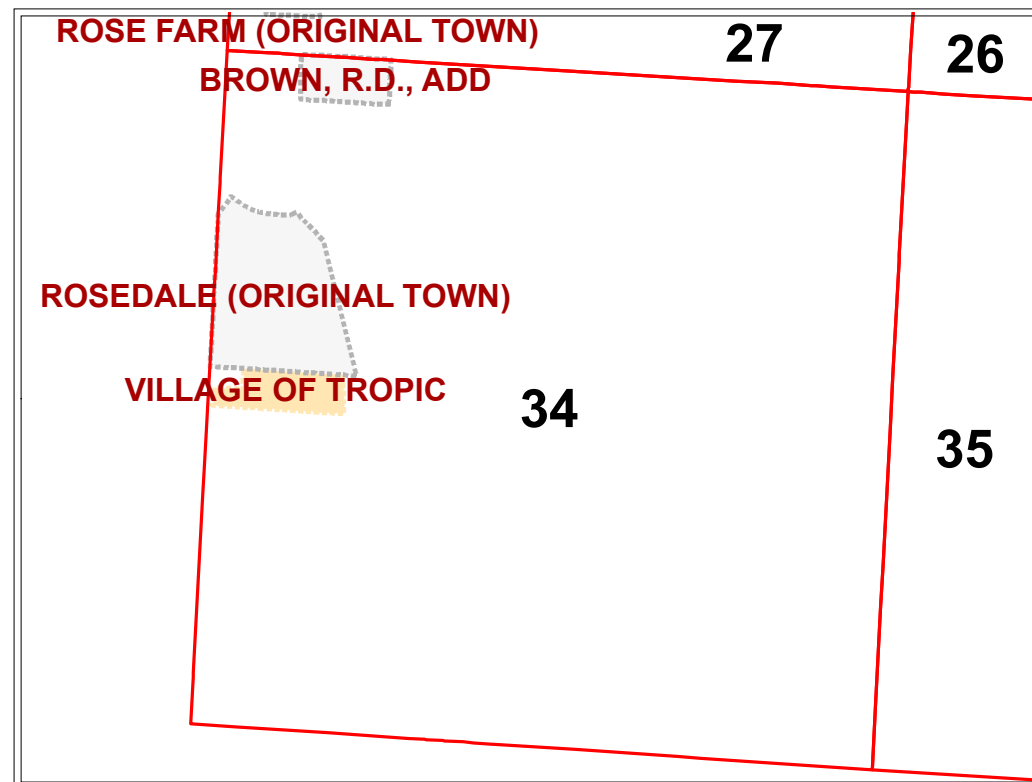 ROSE FARM (ORIGINAL TOWN)
27
26
BROWN, R.D., ADD
ROSEDALE (ORIGINAL TOWN)
VILLAGE OF TROPIC
34
35